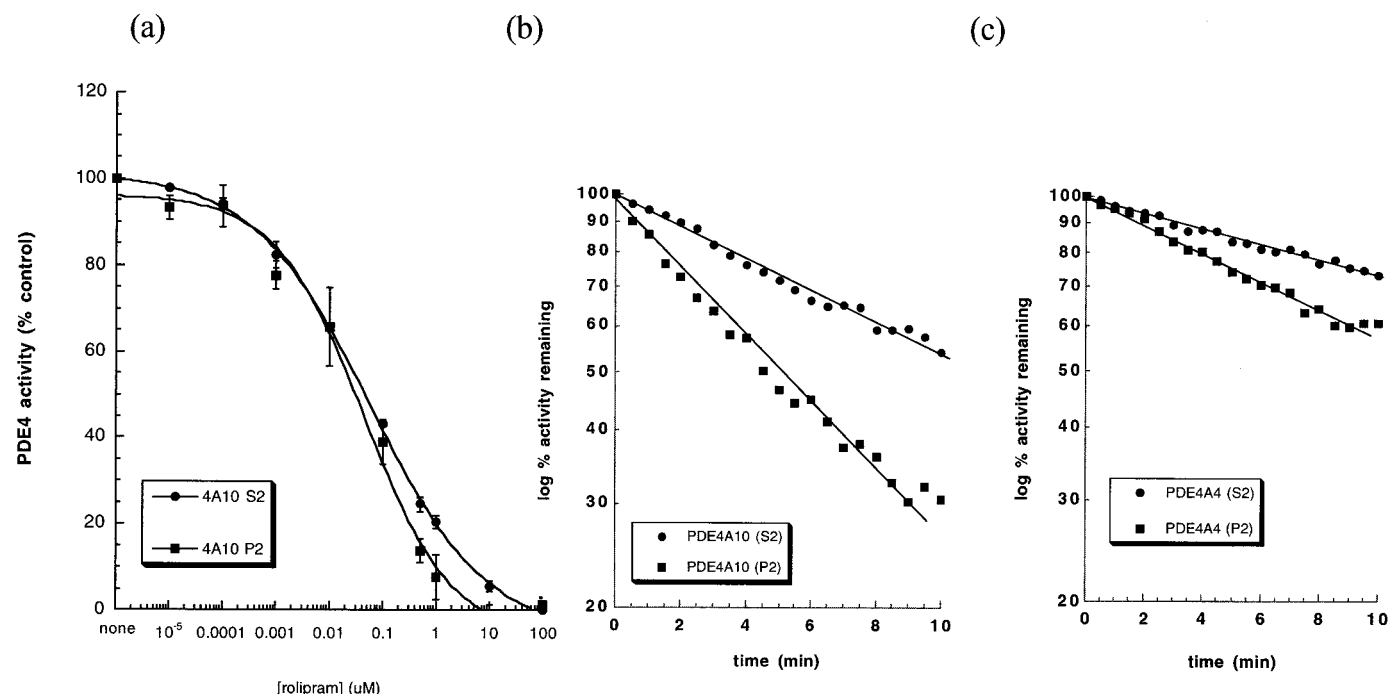 (a)
120
100
80
60
40
20
0
PDE4 activity (% control)
4A10 S2
4A10 P2
none 10-5 0.0001 0.001 0.01 0.1 1 10 100
[rolipram] (uM)
(b)
100
90
80
70
60
50
40
30
20
log % activity remaining
PDE4A10 (S2)
PDE4A10 (P2)
0 2 4 6 8 10
time (min)
(c)
100
90
80
70
60
50
40
30
20
log % activity remaining
PDE4A4 (S2)
PDE4A4 (P2)
0 2 4 6 8 10
time (min)